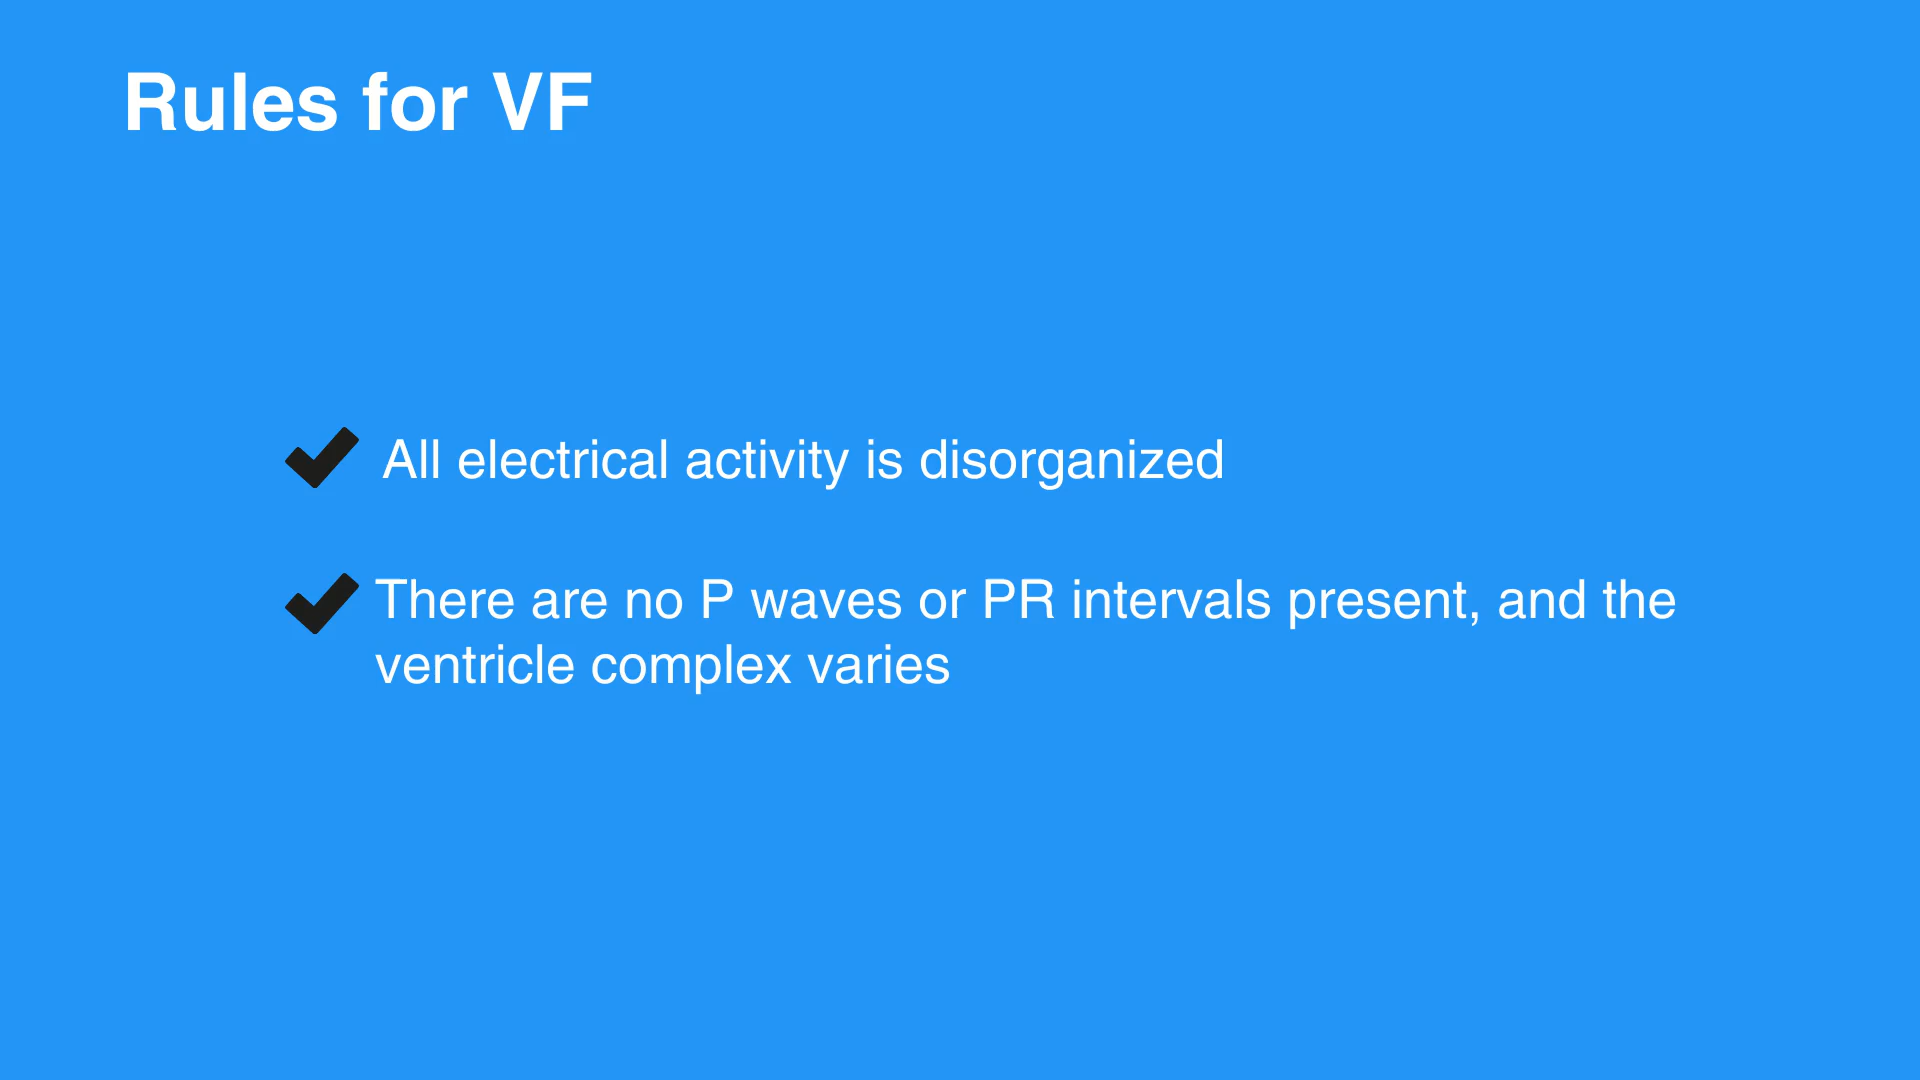 Rules for VF
All electrical activity is disorganized
There are no P waves or PR intervals present, and the
ventricle complex varies